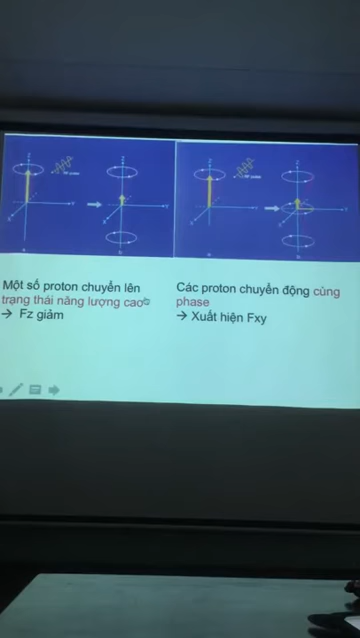 Một số proton chuyển lên
trạng thái năng lượng cao
→ Fz giảm
Các proton chuyển động cùng
phase
→ Xuất hiện Fxy